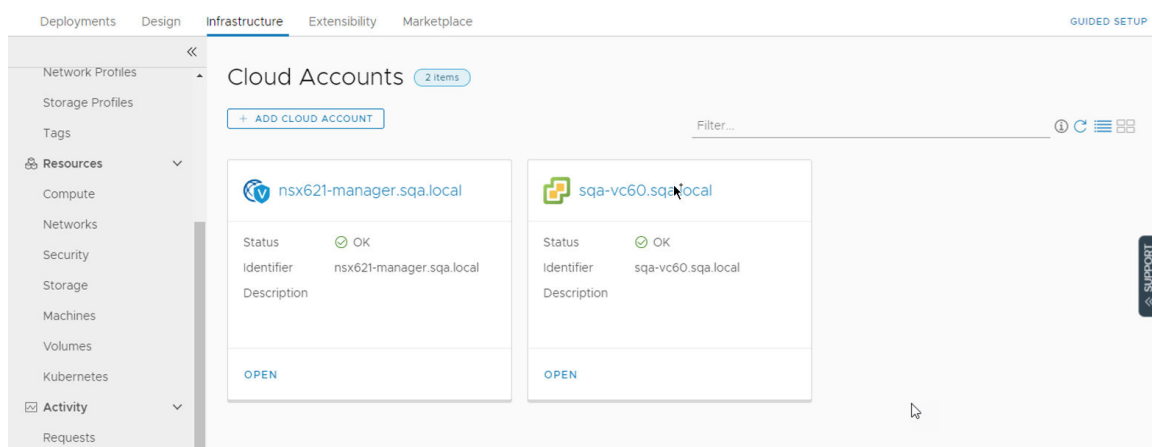 Deployments Design Infrastructure Extensibility Marketplace GUIDED SETUP
Network Profiles
Storage Profiles
Tags
Resources
Compute
Networks
Security
Storage
Machines
Volumes
Kubernetes
Activity
Requests
Cloud Accounts 2 items
+ ADD CLOUD ACCOUNT
Filter...
nsx621-manager.sqa.local
Status OK
Identifier nsx621-manager.sqa.local
Description
OPEN
sqa-vc60.sqa.local
Status OK
Identifier sqa-vc60.sqa.local
Description
OPEN
SUPPORT